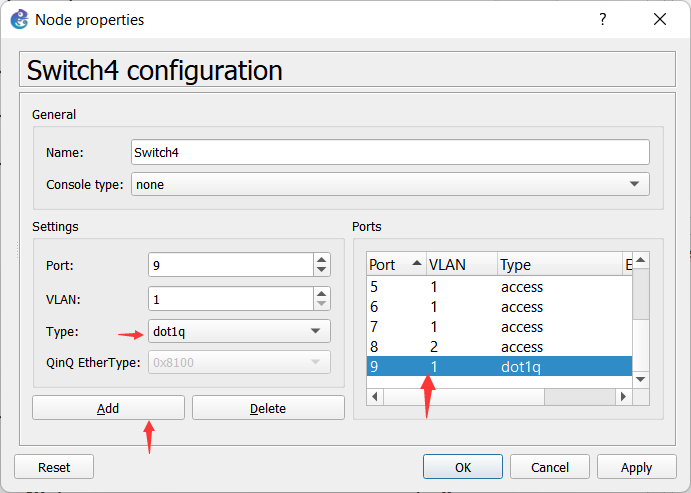 Node properties
Switch4 configuration
General
Name: Switch4
Console type: none
Settings
Port: 9
VLAN: 1
Type: dot1q
QinQ EtherType: 0x8100
Add Delete
Ports
Port VLAN Type
5 1 access
6 1 access
7 1 access
8 2 access
9 1 dot1q
Reset OK Cancel Apply